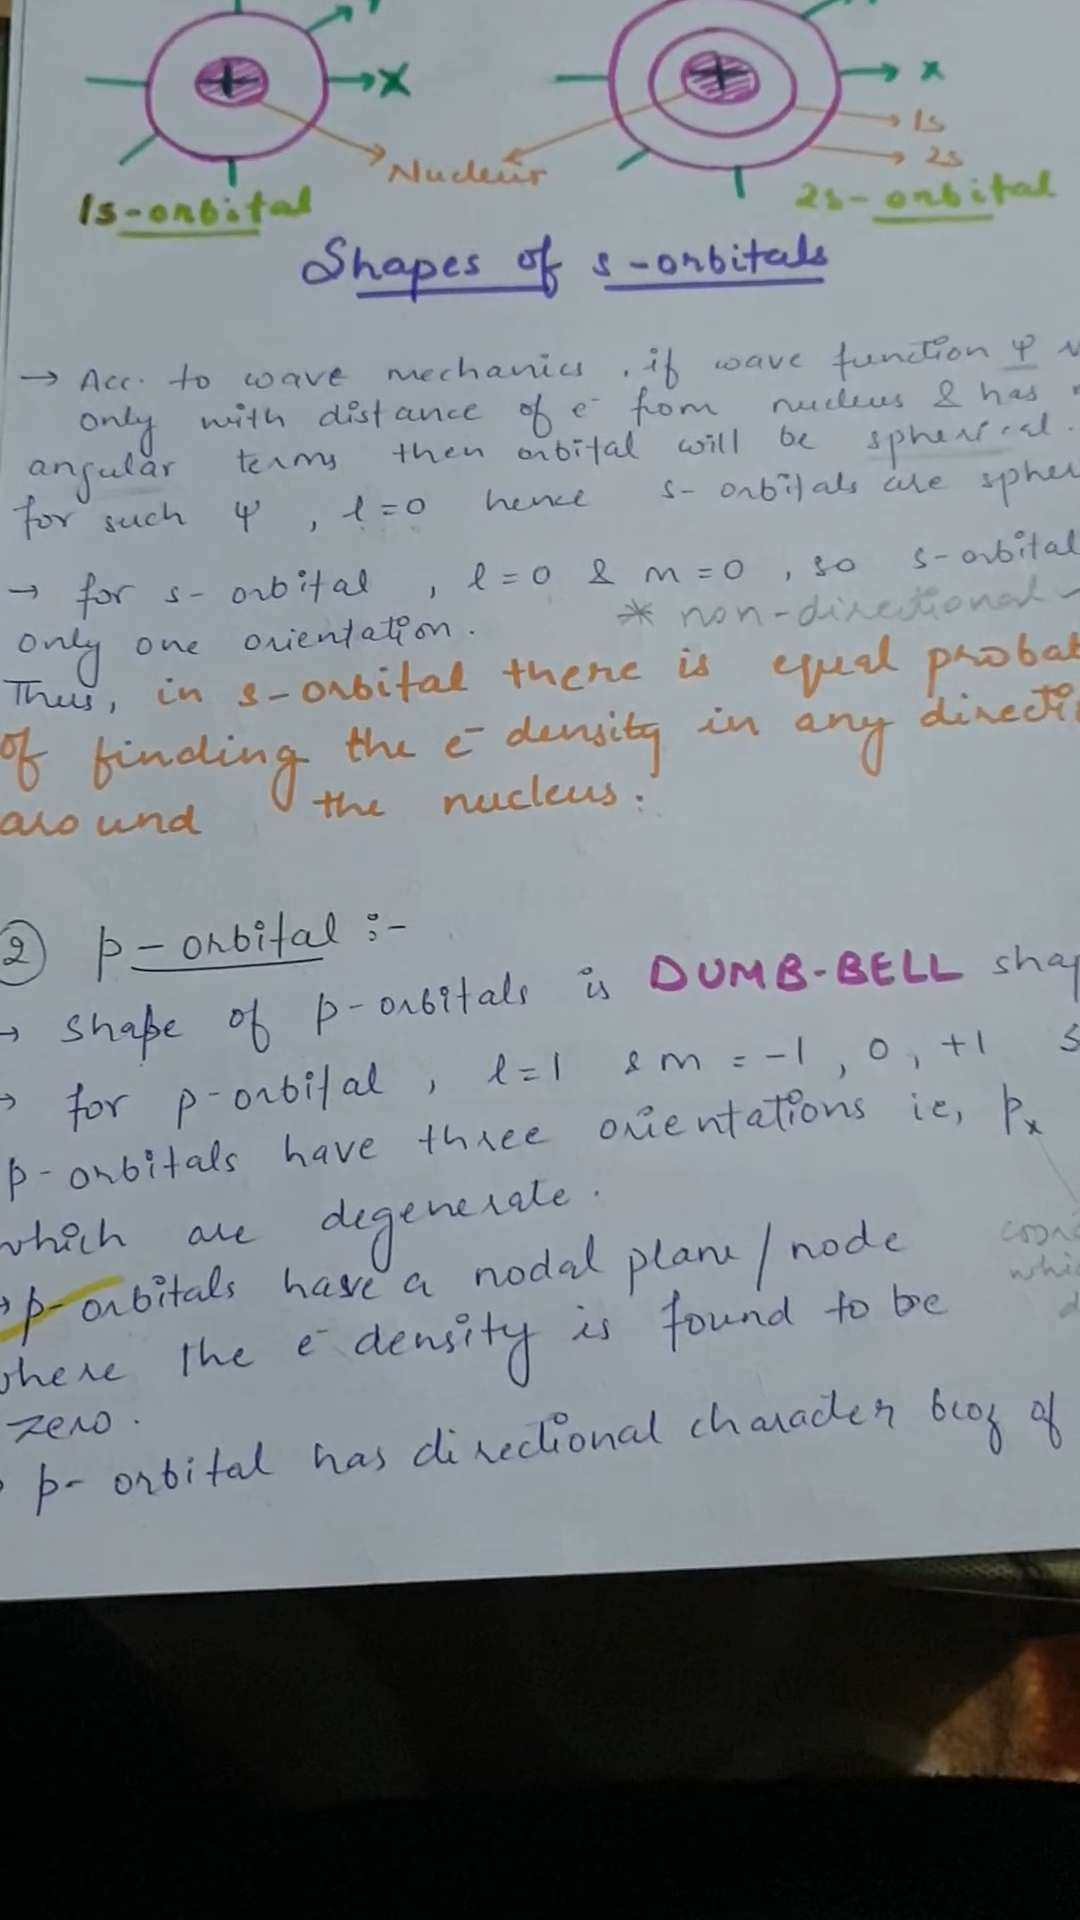 x
x
1s
2s
Nucleus
1s-orbital
2s-orbital
Shapes of s-orbitals
→ Acc. to wave mechanics, if wave function ψ
only with distance of e⁻ from nucleus & has
angular terms then orbital will be spherical.
for such ψ, l=0 hence s-orbitals are spher
→ for s-orbital, l=0 & m=0, so s-orbital
only one orientation. * non-directional
Thus, in s-orbital there is equal probab
of finding the e⁻ density in any directi
around the nucleus.
2 p-orbital :-
→ shape of p-orbitals is DUMB-BELL shap
→ for p-orbital, l=1 & m = -1, 0, +1 s
p-orbitals have three orientations ie, px
which are degenerate.
→ p-orbitals have a nodal plane/node
where the e⁻ density is found to be
zero.
p-orbital has directional character bcoz of